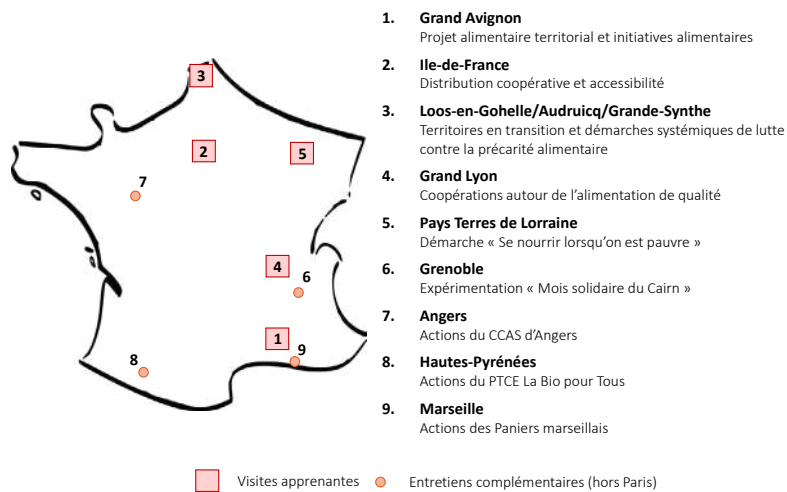 1. Grand Avignon
Projet alimentaire territorial et initiatives alimentaires
2. Ile-de-France
Distribution coopérative et accessibilité
3. Loos-en-Gohelle/Audruicq/Grande-Synthe
Territoires en transition et démarches systémiques de lutte
contre la précarité alimentaire
4. Grand Lyon
Coopérations autour de l'alimentation de qualité
5. Pays Terres de Lorraine
Démarche « Se nourrir lorsqu'on est pauvre »
6. Grenoble
Expérimentation « Mois solidaire du Cairn »
7. Angers
Actions du CCAS d'Angers
8. Hautes-Pyrénées
Actions du PTCE La Bio pour Tous
9. Marseille
Actions des Paniers marseillais
3
2
5
7
4
6
1
9
8
Visites apprenantes
Entretiens complémentaires (hors Paris)